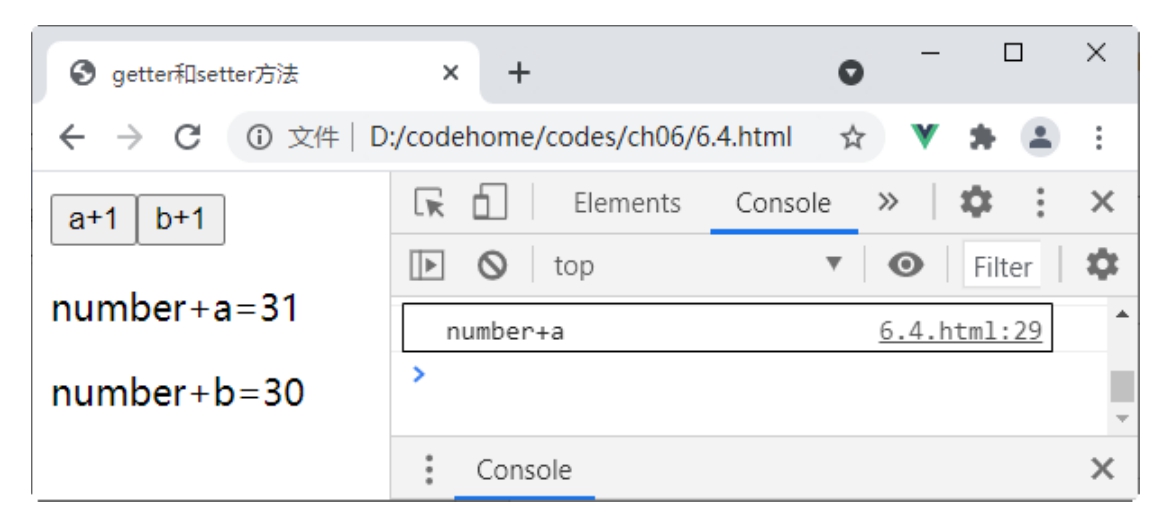 getter和setter方法
文件 D:/codehome/codes/ch06/6.4.html
a+1 b+1
number+a=31
number+b=30
Elements Console
top Filter
number+a 6.4.html:29
>
Console